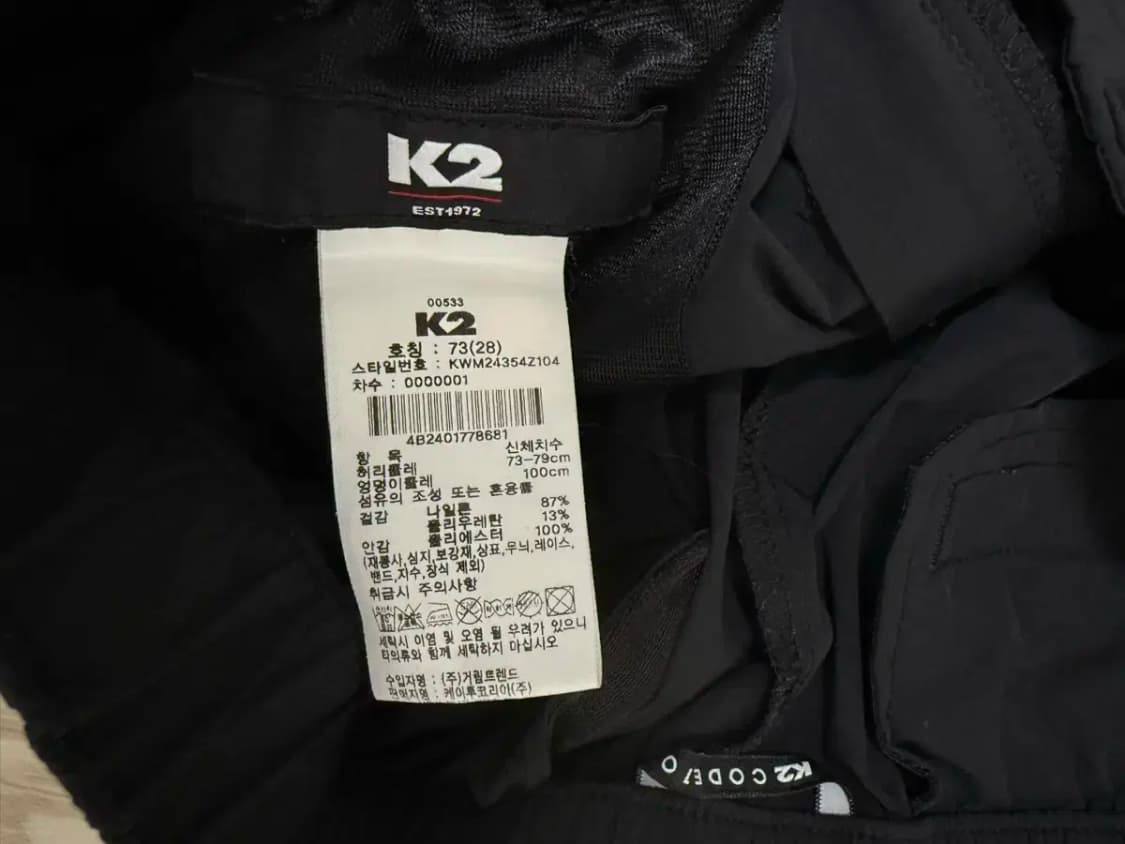 K2
EST1972
00533
K2
호칭 : 73(28)
스타일번호 : KWM24354Z104
차수 : 0000001
4B2401778681
항 목 신체치수
허리둘레 73-79cm
엉덩이둘레 100cm
섬유의 조성 또는 혼용률
겉감 나일론 87%
폴리우레탄 13%
안감 폴리에스터 100%
(재봉사,심지,보강재,상표,무늬,레이스,
밴드,자수,장식 제외)
취급시 주의사항
세탁시 이염 및 오염 될 우려가 있으니
타의류와 함께 세탁하지 마십시오
수입자명 : (주)거림트렌드
판매자명 : 케이투코리아(주)
K2 CODE10